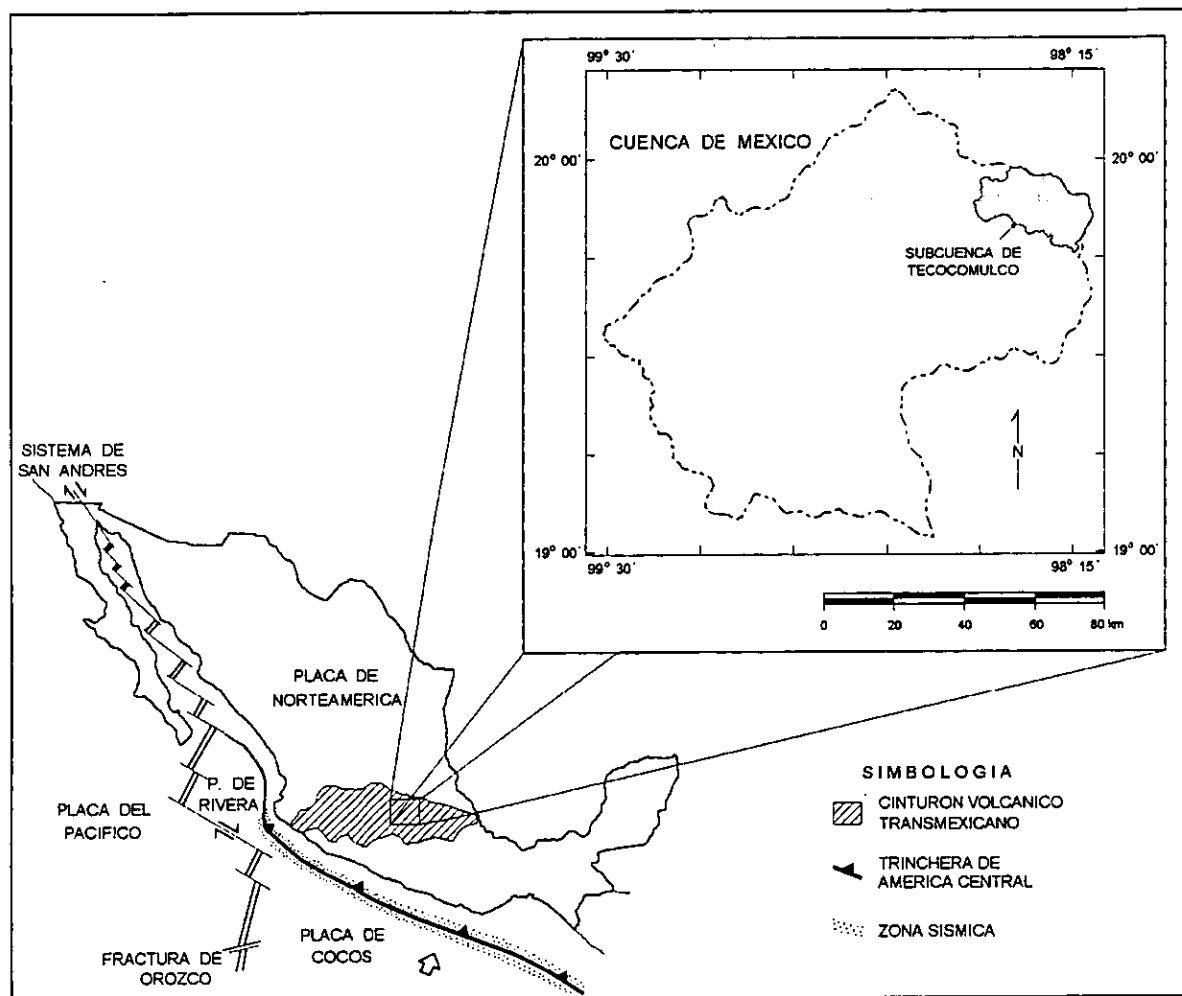 99° 30´
98° 15´
CUENCA DE MEXICO
20° 00´
20° 00´
SUBCUENCA DE
TECOCOMULCO
N
19° 00´
19° 00´
99° 30´
98° 15´
0 20 40 60 80 km
SISTEMA DE
SAN ANDRES
PLACA DE
NORTEAMERICA
P. DE
RIVERA
PLACA DEL
PACIFICO
FRACTURA DE
OROZCO
PLACA DE
COCOS
SIMBOLOGIA
CINTURON VOLCANICO
TRANSMEXICANO
TRINCHERA DE
AMERICA CENTRAL
ZONA SISMICA